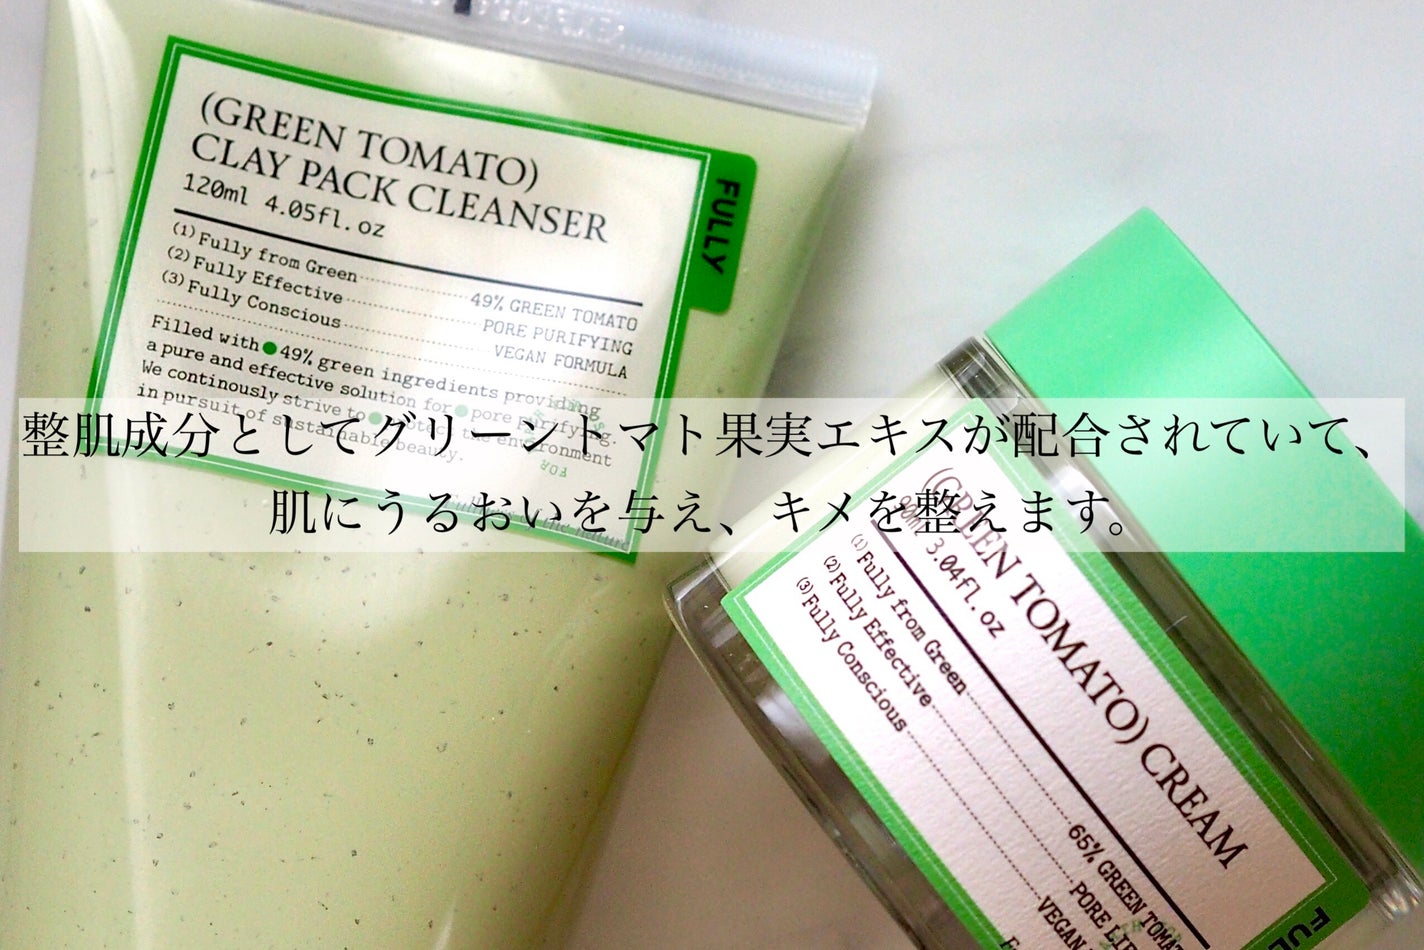 (GREEN TOMATO)
CLAY PACK CLEANSER
120ml 4.05fl.oz
FULLY
(1) Fully from Green 49% GREEN TOMATO
(2) Fully Effective PORE PURIFYING
(3) Fully Conscious VEGAN FORMULA
Filled with 49% green ingredients providing
a pure and effective solution for pore purifying.
We continously strive to protect the environment
in pursuit of sustainable beauty.
整肌成分としてグリーントマト果実エキスが配合されていて、
肌にうるおいを与え、キメを整えます。
(GREEN TOMATO) CREAM
3.04fl.oz
(1) Fully from Green 65% GREEN
(2) Fully Effective PORE
(3) Fully Conscious VEGAN